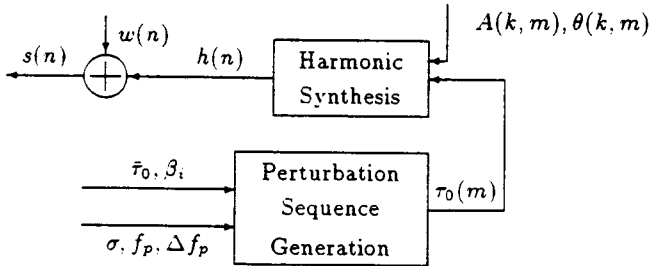 A(k,m), θ(k,m)
w(n)
s(n)
h(n)
Harmonic
Synthesis
τ̄₀, βᵢ
Perturbation
Sequence
Generation
τ₀(m)
σ, fₚ, Δfₚ